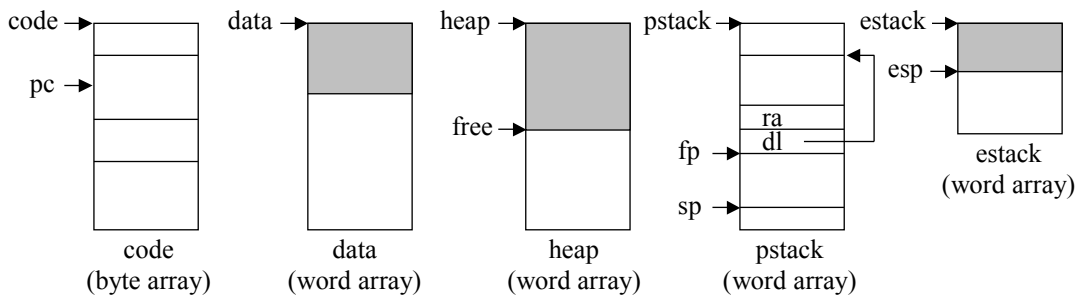 code
pc
code
(byte array)
data
data
(word array)
heap
free
heap
(word array)
pstack
ra
dl
fp
sp
pstack
(word array)
estack
esp
estack
(word array)